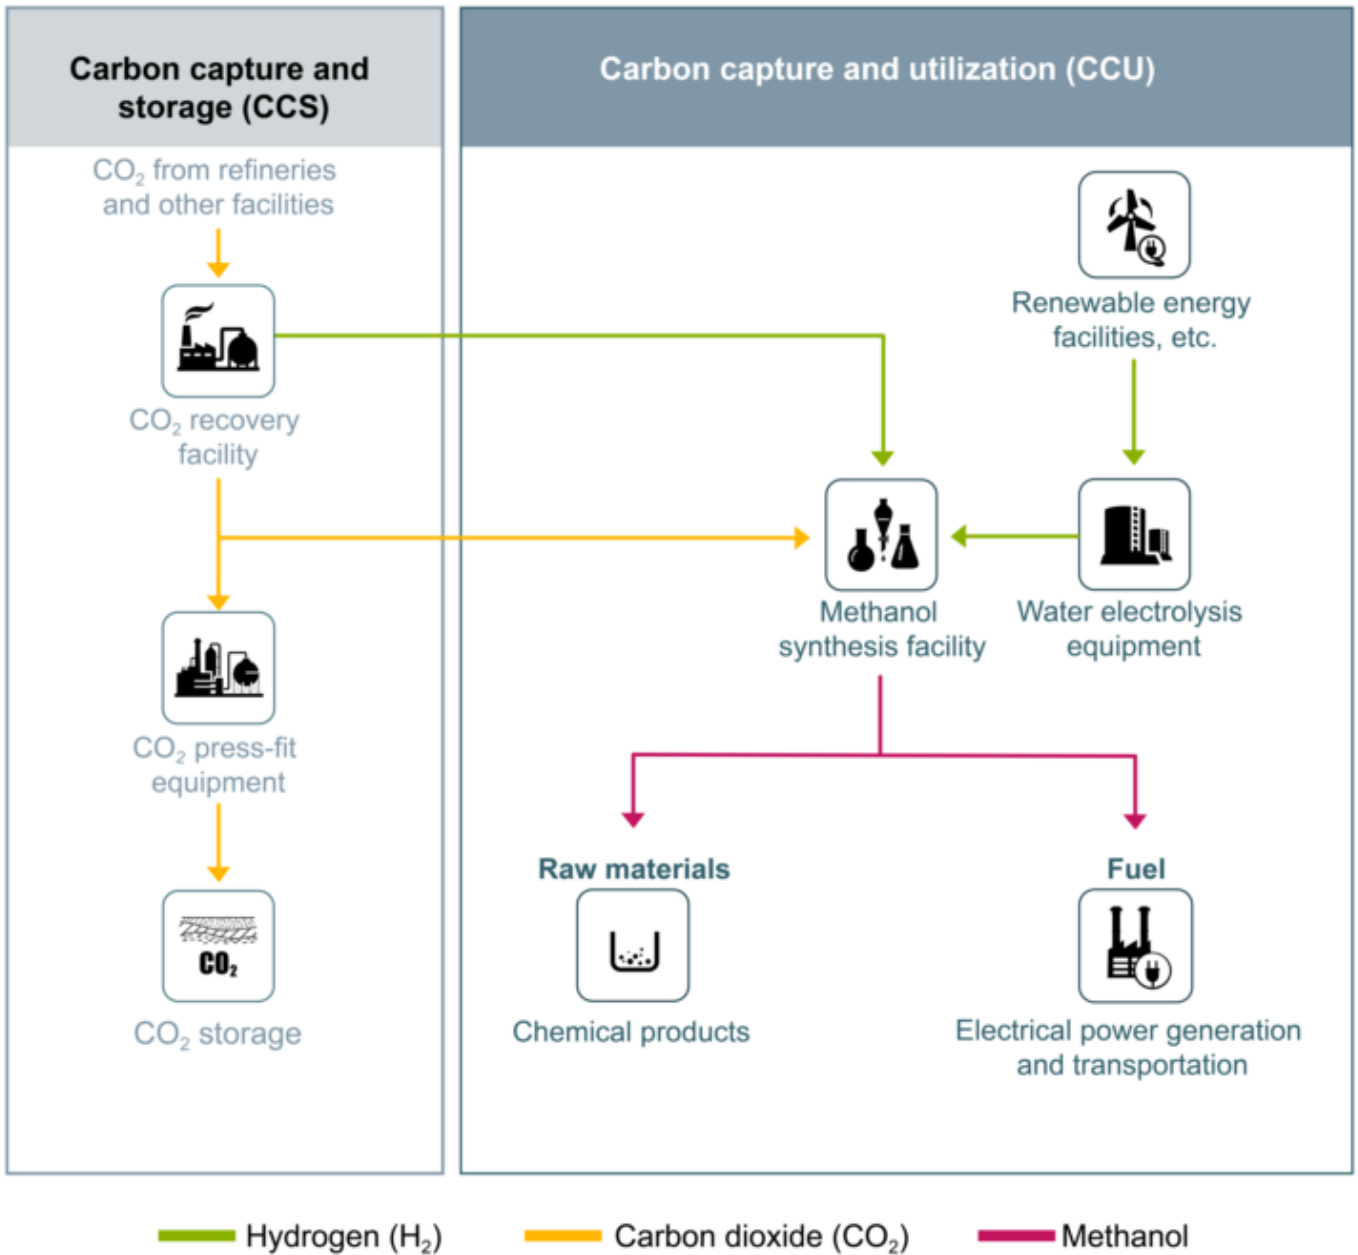 Carbon capture and
storage (CCS)
Carbon capture and utilization (CCU)
CO₂ from refineries
and other facilities
Renewable energy
facilities, etc.
CO₂ recovery
facility
Methanol
synthesis facility
Water electrolysis
equipment
CO₂ press-fit
equipment
Raw materials
Fuel
CO₂
CO₂ storage
Chemical products
Electrical power generation
and transportation
Hydrogen (H₂)
Carbon dioxide (CO₂)
Methanol